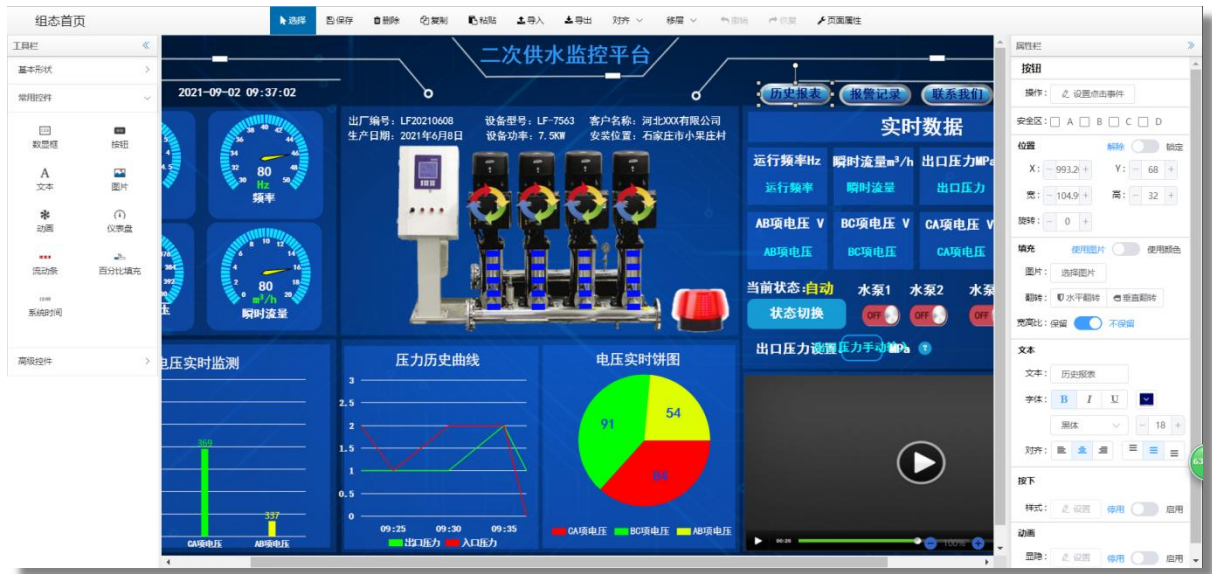 组态首页 选择 保存 删除 复制 粘贴 导入 导出 对齐 移层 撤销 恢复 页面属性
工具栏
基本形状
常用控件
数显框 按钮
文本 图片
动画 仪表盘
流动条 百分比填充
系统时间
高级控件
二次供水监控平台
2021-09-02 09:37:02
历史报表 报警记录 联系我们
出厂编号: LF20210608 设备型号: LF-7563 客户名称: 河北XXX有限公司
生产日期: 2021年6月8日 设备功率: 7.5KW 安装位置: 石家庄市小果庄村
80
Hz
频率
80
m³/h
瞬时流量
实时数据
运行频率Hz 瞬时流量m³/h 出口压力MPa
运行频率 瞬时流量 出口压力
AB项电压 V BC项电压 V CA项电压 V
AB项电压 BC项电压 CA项电压
当前状态:自动 水泵1 水泵2 水泵
状态切换 OFF OFF OFF
出口压力设置 压力手动输入 MPa ?
电压实时监测
369
337
CA项电压 AB项电压
压力历史曲线
3
2.5
2
1.5
1
0.5
0
09:25 09:30 09:35
出口压力 入口压力
电压实时饼图
91 54
84
CA项电压 BC项电压 AB项电压
00:26
100%
属性栏
按钮
操作: 设置点击事件
安全区: A B C D
位置 解除 锁定
X: - 993.2 + Y: - 68 +
宽: - 104.9 + 高: - 32 +
旋转: - 0 +
填充 使用图片 使用颜色
图片: 选择图片
翻转: 水平翻转 垂直翻转
宽高比: 保留 不保留
文本
文本: 历史报表
字体: B I U
黑体 - 18 +
对齐:
按下
样式: 设置 停用 启用
动画
显隐: 设置 停用 启用